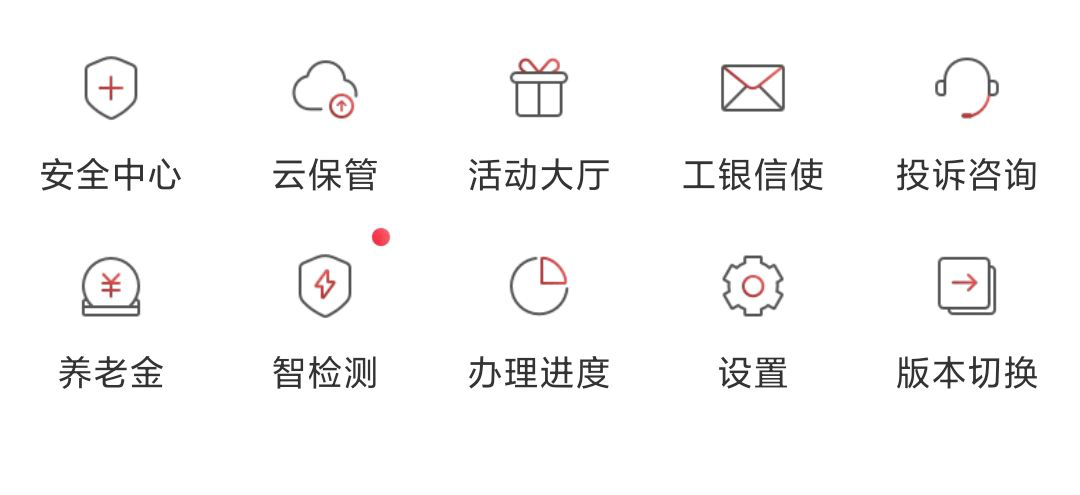 安全中心 云保管 活动大厅 工银信使 投诉咨询
养老金 智检测 办理进度 设置 版本切换